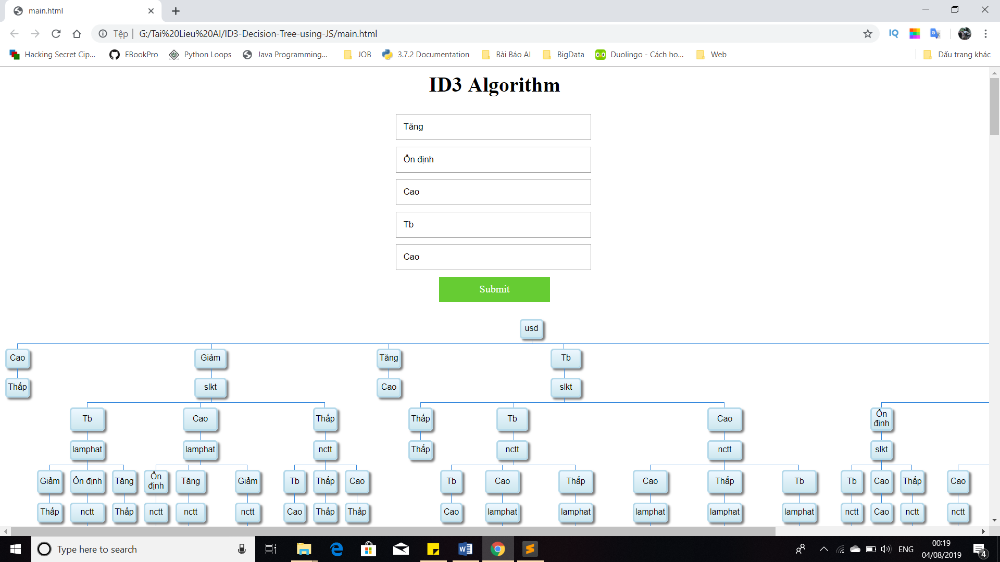 main.html
Tệp | G:/Tai%20Lieu%20AI/ID3-Decision-Tree-using-JS/main.html
IQ
Hacking Secret Cip... EBookPro Python Loops Java Programming... JOB 3.7.2 Documentation Bài Báo AI BigData Duolingo - Cách họ... Web Dấu trang khác
ID3 Algorithm
Tăng
Ổn định
Cao
Tb
Cao
Submit
usd
Cao Giảm Tăng Tb
Thấp slkt Cao slkt
Tb Cao Thấp Thấp Tb Cao Ổn định
lamphat lamphat nctt Thấp nctt nctt slkt
Giảm Ổn định Tăng Ổn định Tăng Giảm Tb Thấp Cao Tb Cao Thấp Cao Thấp Tb Tb Cao Thấp Cao
Thấp nctt Thấp nctt nctt nctt Cao Thấp Thấp Cao lamphat lamphat lamphat lamphat lamphat nctt Cao nctt nctt
Type here to search ENG 00:19
04/08/2019 4